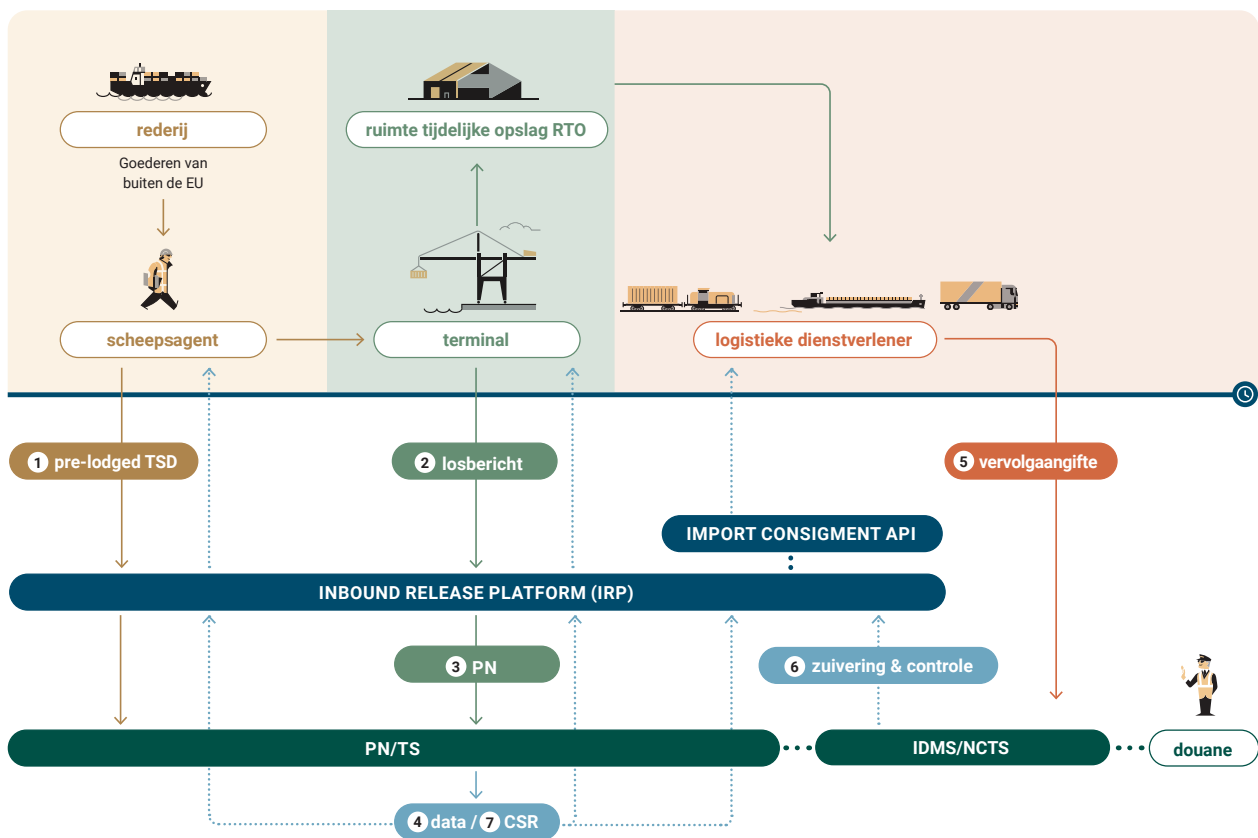 rederij
ruimte tijdelijke opslag RTO
Goederen van
buiten de EU
scheepsagent
terminal
logistieke dienstverlener
1 pre-lodged TSD
2 losbericht
5 vervolgaangifte
IMPORT CONSIGMENT API
INBOUND RELEASE PLATFORM (IRP)
3 PN
6 zuivering & controle
PN/TS
IDMS/NCTS
douane
4 data / 7 CSR